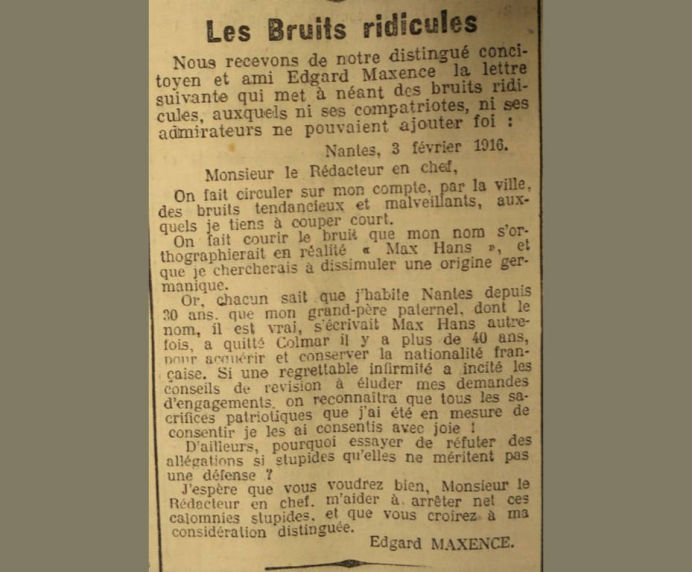 Les Bruits ridicules
Nous recevons de notre distingué conci-
toyen et ami Edgard Maxence la lettre
suivante qui met à néant des bruits ridi-
cules, auxquels ni ses compatriotes, ni ses
admirateurs ne pouvaient ajouter foi :
Nantes, 3 février 1916.
Monsieur le Rédacteur en chef,
On fait circuler sur mon compte, par la ville,
des bruits tendancieux et malveillants, aux-
quels je tiens à couper court.
On fait courir le bruit que mon nom s'or-
thographierait en réalité « Max Hans », et
que je chercherais à dissimuler une origine ger-
manique.
Or, chacun sait que j'habite Nantes depuis
30 ans. que mon grand-père paternel, dont le
nom, il est vrai, s'écrivait Max Hans autre-
fois, a quitté Colmar il y a plus de 40 ans,
pour acquérir et conserver la nationalité fran-
çaise. Si une regrettable infirmité a incité les
conseils de revision à éluder mes demandes
d'engagements, on reconnaîtra que tous les sa-
crifices patriotiques que j'ai été en mesure de
consentir je les ai consentis avec joie !
D'ailleurs, pourquoi essayer de réfuter des
allégations si stupides qu'elles ne méritent pas
une défense ?
J'espère que vous voudrez bien, Monsieur le
Rédacteur en chef. m'aider à arrêter net ces
calomnies stupides, et que vous croirez à ma
considération distinguée.
Edgard MAXENCE.